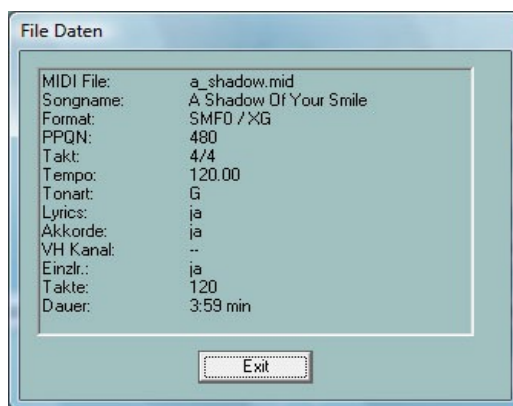 File Daten
MIDI File: a_shadow.mid
Songname: A Shadow Of Your Smile
Format: SMF0 / XG
PPQN: 480
Takt: 4/4
Tempo: 120.00
Tonart: G
Lyrics: ja
Akkorde: ja
VH Kanal: --
Einzlr.: ja
Takte: 120
Dauer: 3:59 min
Exit